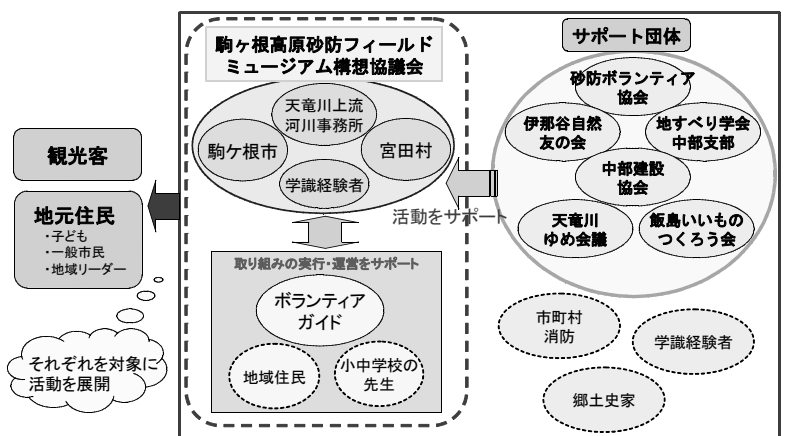 駒ヶ根高原砂防フィールド
ミュージアム構想協議会
天竜川上流
河川事務所
駒ケ根市
宮田村
学識経験者
サポート団体
砂防ボランティア
協会
伊那谷自然
友の会
地すべり学会
中部支部
中部建設
協会
天竜川
ゆめ会議
飯島いいもの
つくろう会
活動をサポート
観光客
地元住民
・子ども
・一般市民
・地域リーダー
それぞれを対象に
活動を展開
取り組みの実行・運営をサポート
ボランティア
ガイド
地域住民
小中学校の
先生
市町村
消防
学識経験者
郷土史家